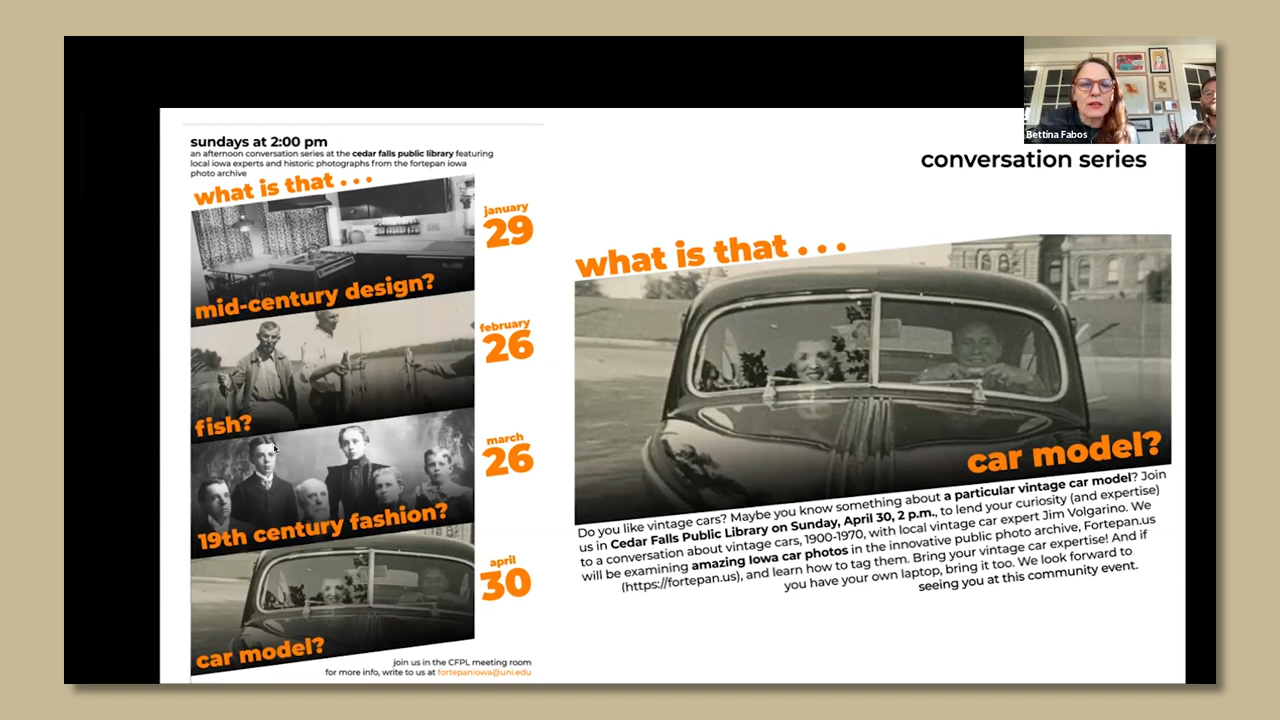 Bettina Fabos
sundays at 2:00 pm
an afternoon conversation series at the cedar falls public library featuring
local iowa experts and historic photographs from the fortepan iowa
photo archive
what is that . . .
mid-century design?
january
29
fish?
february
26
19th century fashion?
march
26
car model?
april
30
join us in the CFPL meeting room
for more info, write to us at fortepaniowa@uni.edu
conversation series
what is that . . .
car model?
Do you like vintage cars? Maybe you know something about a particular vintage car model? Join
us in Cedar Falls Public Library on Sunday, April 30, 2 p.m., to lend your curiosity (and expertise)
to a conversation about vintage cars, 1900-1970, with local vintage car expert Jim Volgarino. We
will be examining amazing Iowa car photos in the innovative public photo archive, Fortepan.us
(https://fortepan.us), and learn how to tag them. Bring your vintage car expertise! And if
you have your own laptop, bring it too. We look forward to
seeing you at this community event.